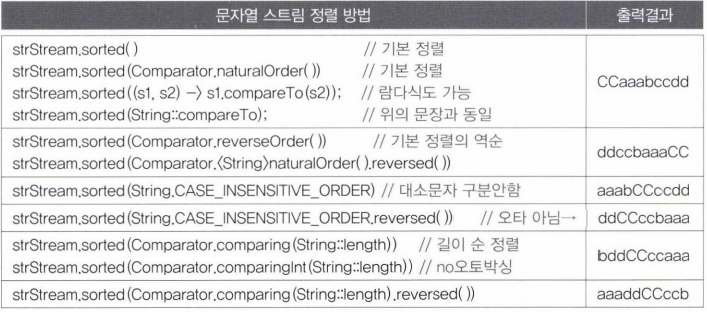 문자열 스트림 정렬 방법 출력결과
strStream.sorted( ) // 기본 정렬
strStream.sorted(Comparator.naturalOrder( )) // 기본 정렬
strStream.sorted((s1, s2) -> s1.compareTo(s2)); // 람다식도 가능
strStream.sorted(String::compareTo); // 위의 문장과 동일
CCaaabccdd
strStream.sorted(Comparator.reverseOrder( )) // 기본 정렬의 역순
strStream.sorted(Comparator.<String>naturalOrder( ).reversed( ))
ddccbaaaCC
strStream.sorted(String.CASE_INSENSITIVE_ORDER) // 대소문자 구분안함 aaabCCccdd
strStream.sorted(String.CASE_INSENSITIVE_ORDER.reversed( )) // 오타 아님→ ddCCccbaaa
strStream.sorted(Comparator.comparing(String::length)) // 길이 순 정렬
strStream.sorted(Comparator.comparingInt(String::length)) // no오토박싱
bddCCccaaa
strStream.sorted(Comparator.comparing(String::length).reversed( )) aaaddCCccb